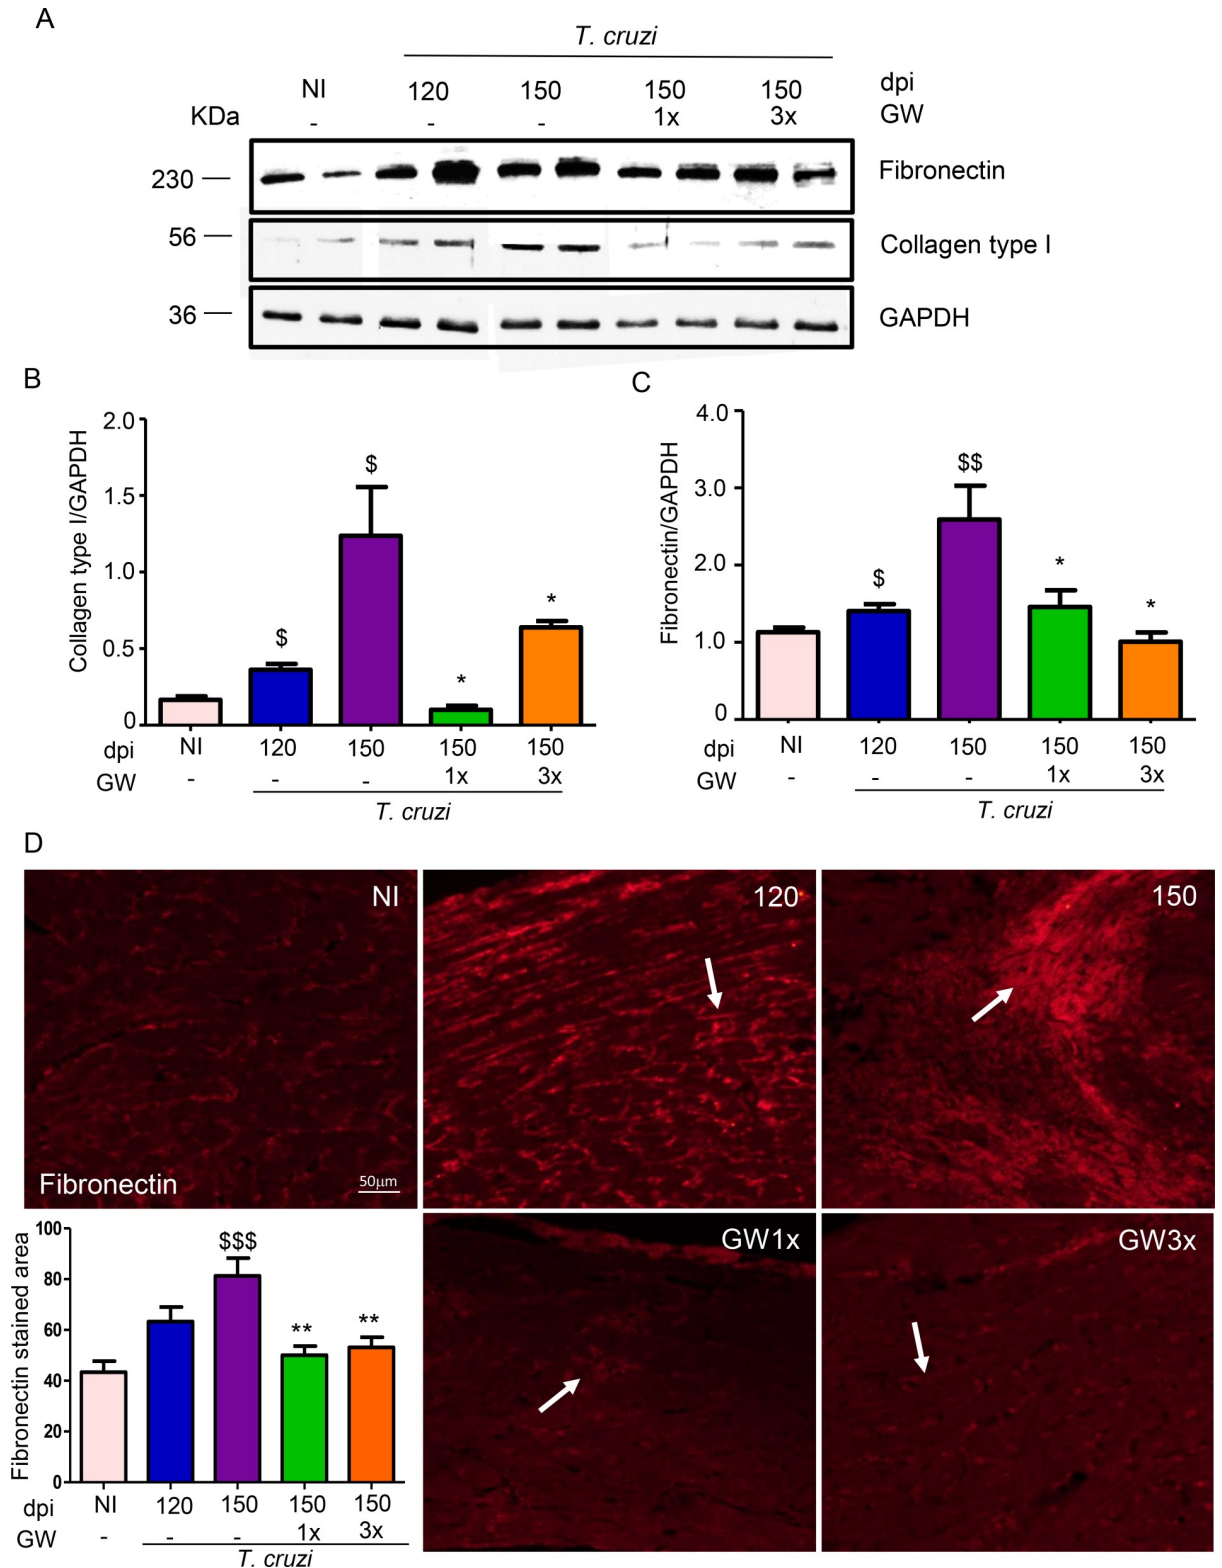 A
T. cruzi
NI 120 150 150 150 dpi
KDa - - - 1x 3x GW
230 Fibronectin
56 Collagen type I
36 GAPDH
B
Collagen type I/GAPDH
2.0
1.5
1.0
0.5
0
$
$
*
*
dpi NI 120 150 150 150
GW - - - 1x 3x
T. cruzi
C
Fibronectin/GAPDH
4.0
3.0
2.0
1.0
0
$
$$
*
*
dpi NI 120 150 150 150
GW - - - 1x 3x
T. cruzi
D
NI
Fibronectin
50µm
120
150
Fibronectin stained area
100
80
60
40
20
0
$$$
**
**
dpi NI 120 150 150 150
GW - - - 1x 3x
T. cruzi
GW1x
GW3x